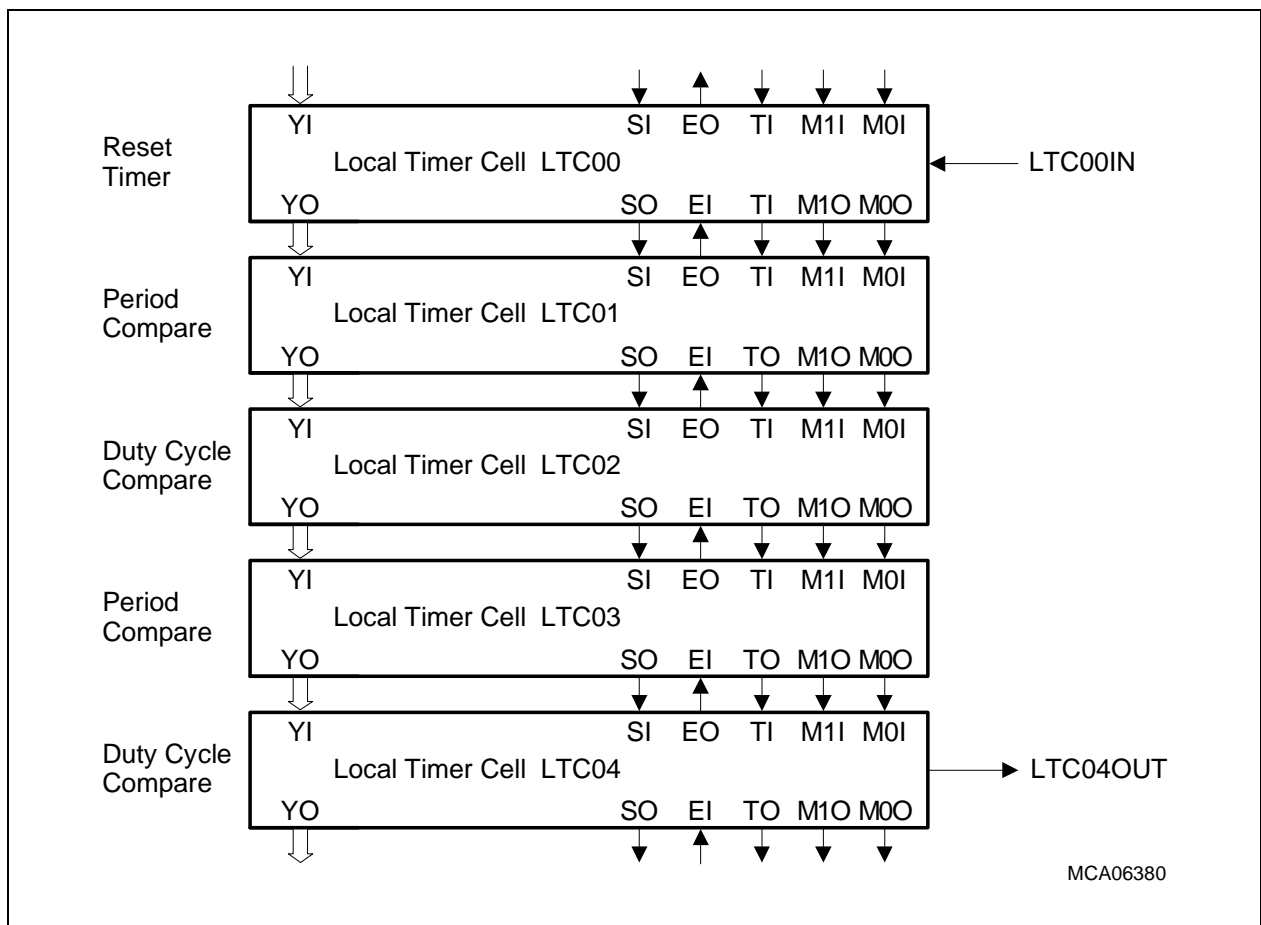 YI SI EO TI M1I M0I
Reset
Timer
Local Timer Cell LTC00
LTC00IN
YO SO EI TI M1O M0O
YI SI EO TI M1I M0I
Period
Compare
Local Timer Cell LTC01
YO SO EI TO M1O M0O
YI SI EO TI M1I M0I
Duty Cycle
Compare
Local Timer Cell LTC02
YO SO EI TO M1O M0O
YI SI EO TI M1I M0I
Period
Compare
Local Timer Cell LTC03
YO SO EI TO M1O M0O
YI SI EO TI M1I M0I
Duty Cycle
Compare
Local Timer Cell LTC04
LTC04OUT
YO SO EI TO M1O M0O
MCA06380